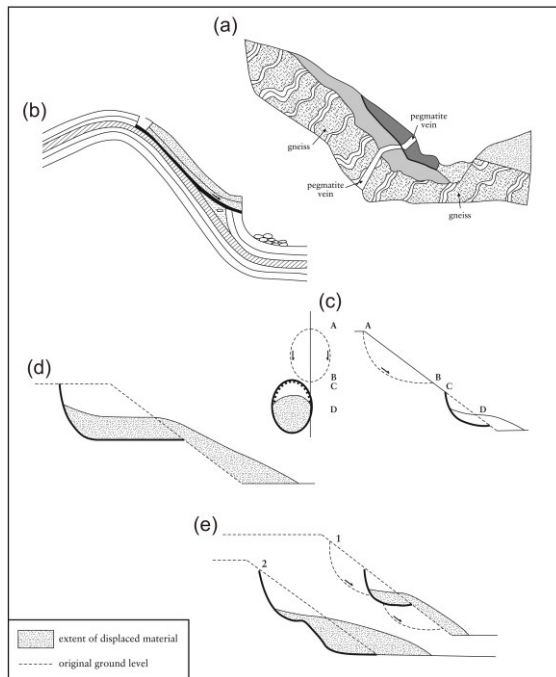 (a)
pegmatite
vein
gneiss
pegmatite
vein
gneiss
(b)
(c)
A
B
C
D
A
B
C
D
(d)
(e)
1
2
extent of displaced material
original ground level